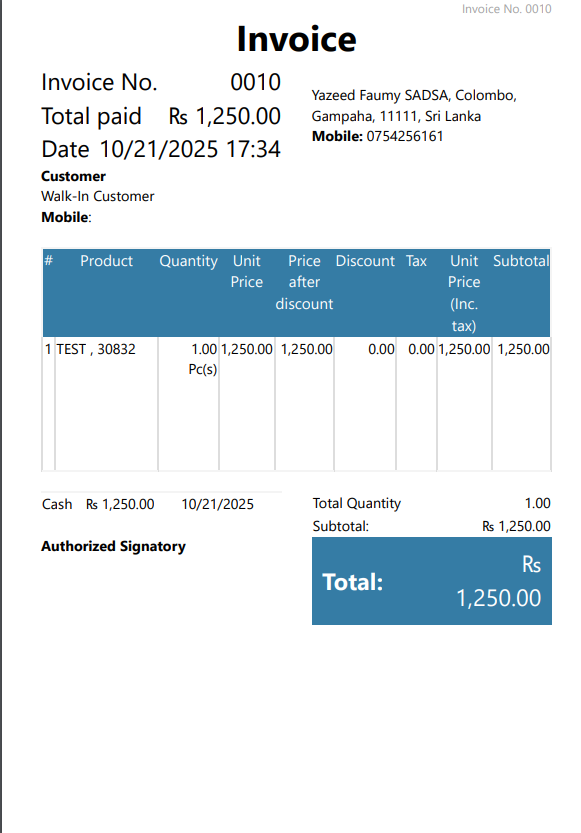 Invoice No. 0010
Invoice
Invoice No. 0010
Total paid ₨ 1,250.00
Date 10/21/2025 17:34
Customer
Walk-In Customer
Mobile:
Yazeed Faumy SADSA, Colombo,
Gampaha, 11111, Sri Lanka
Mobile: 0754256161
# Product Quantity Unit Price Price after discount Discount Tax Unit Price (Inc. tax) Subtotal
1 TEST , 30832 1.00 Pc(s) 1,250.00 1,250.00 0.00 0.00 1,250.00 1,250.00
Cash ₨ 1,250.00 10/21/2025
Authorized Signatory
Total Quantity 1.00
Subtotal: ₨ 1,250.00
Total: ₨ 1,250.00